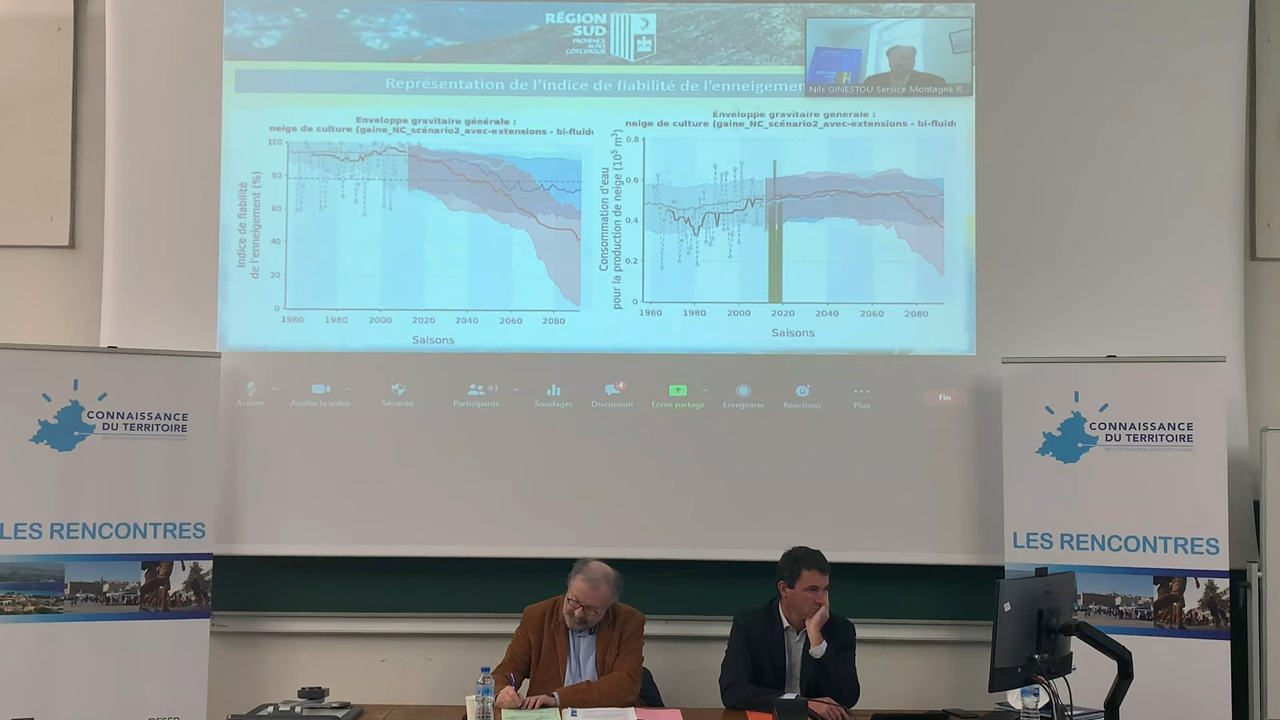 RÉGION
SUD
PROVENCE
ALPES
CÔTE D'AZUR
Représentation de l'indice de fiabilité de l'enneigemen
Nils GINESTOU Service Montagne R...
Enveloppe gravitaire générale :
neige de culture (gaine_NC_scénario2_avec-extensions - bi-fluide
Indice de fiabilité
de l'enneigement (%)
100
80
60
40
20
0
1960 1980 2000 2020 2040 2060 2080
Saisons
Enveloppe gravitaire générale :
neige de culture (gaine_NC_scénario2_avec-extensions - bi-fluide
Consommation d'eau
pour la production de neige (10⁵ m³)
0.8
0.6
0.4
0.2
0
1960 1980 2000 2020 2040 2060 2080
Saisons
Activer
Arrêter la vidéo
Sécurité
Participants
93
Sondages
Discussion
4
Écran partagé
Enregistrer
Réactions
Plus
Fin
CONNAISSANCE
DU TERRITOIRE
LES RENCONTRES
CONNAISSANCE
DU TERRITOIRE
LES RENCONTRES